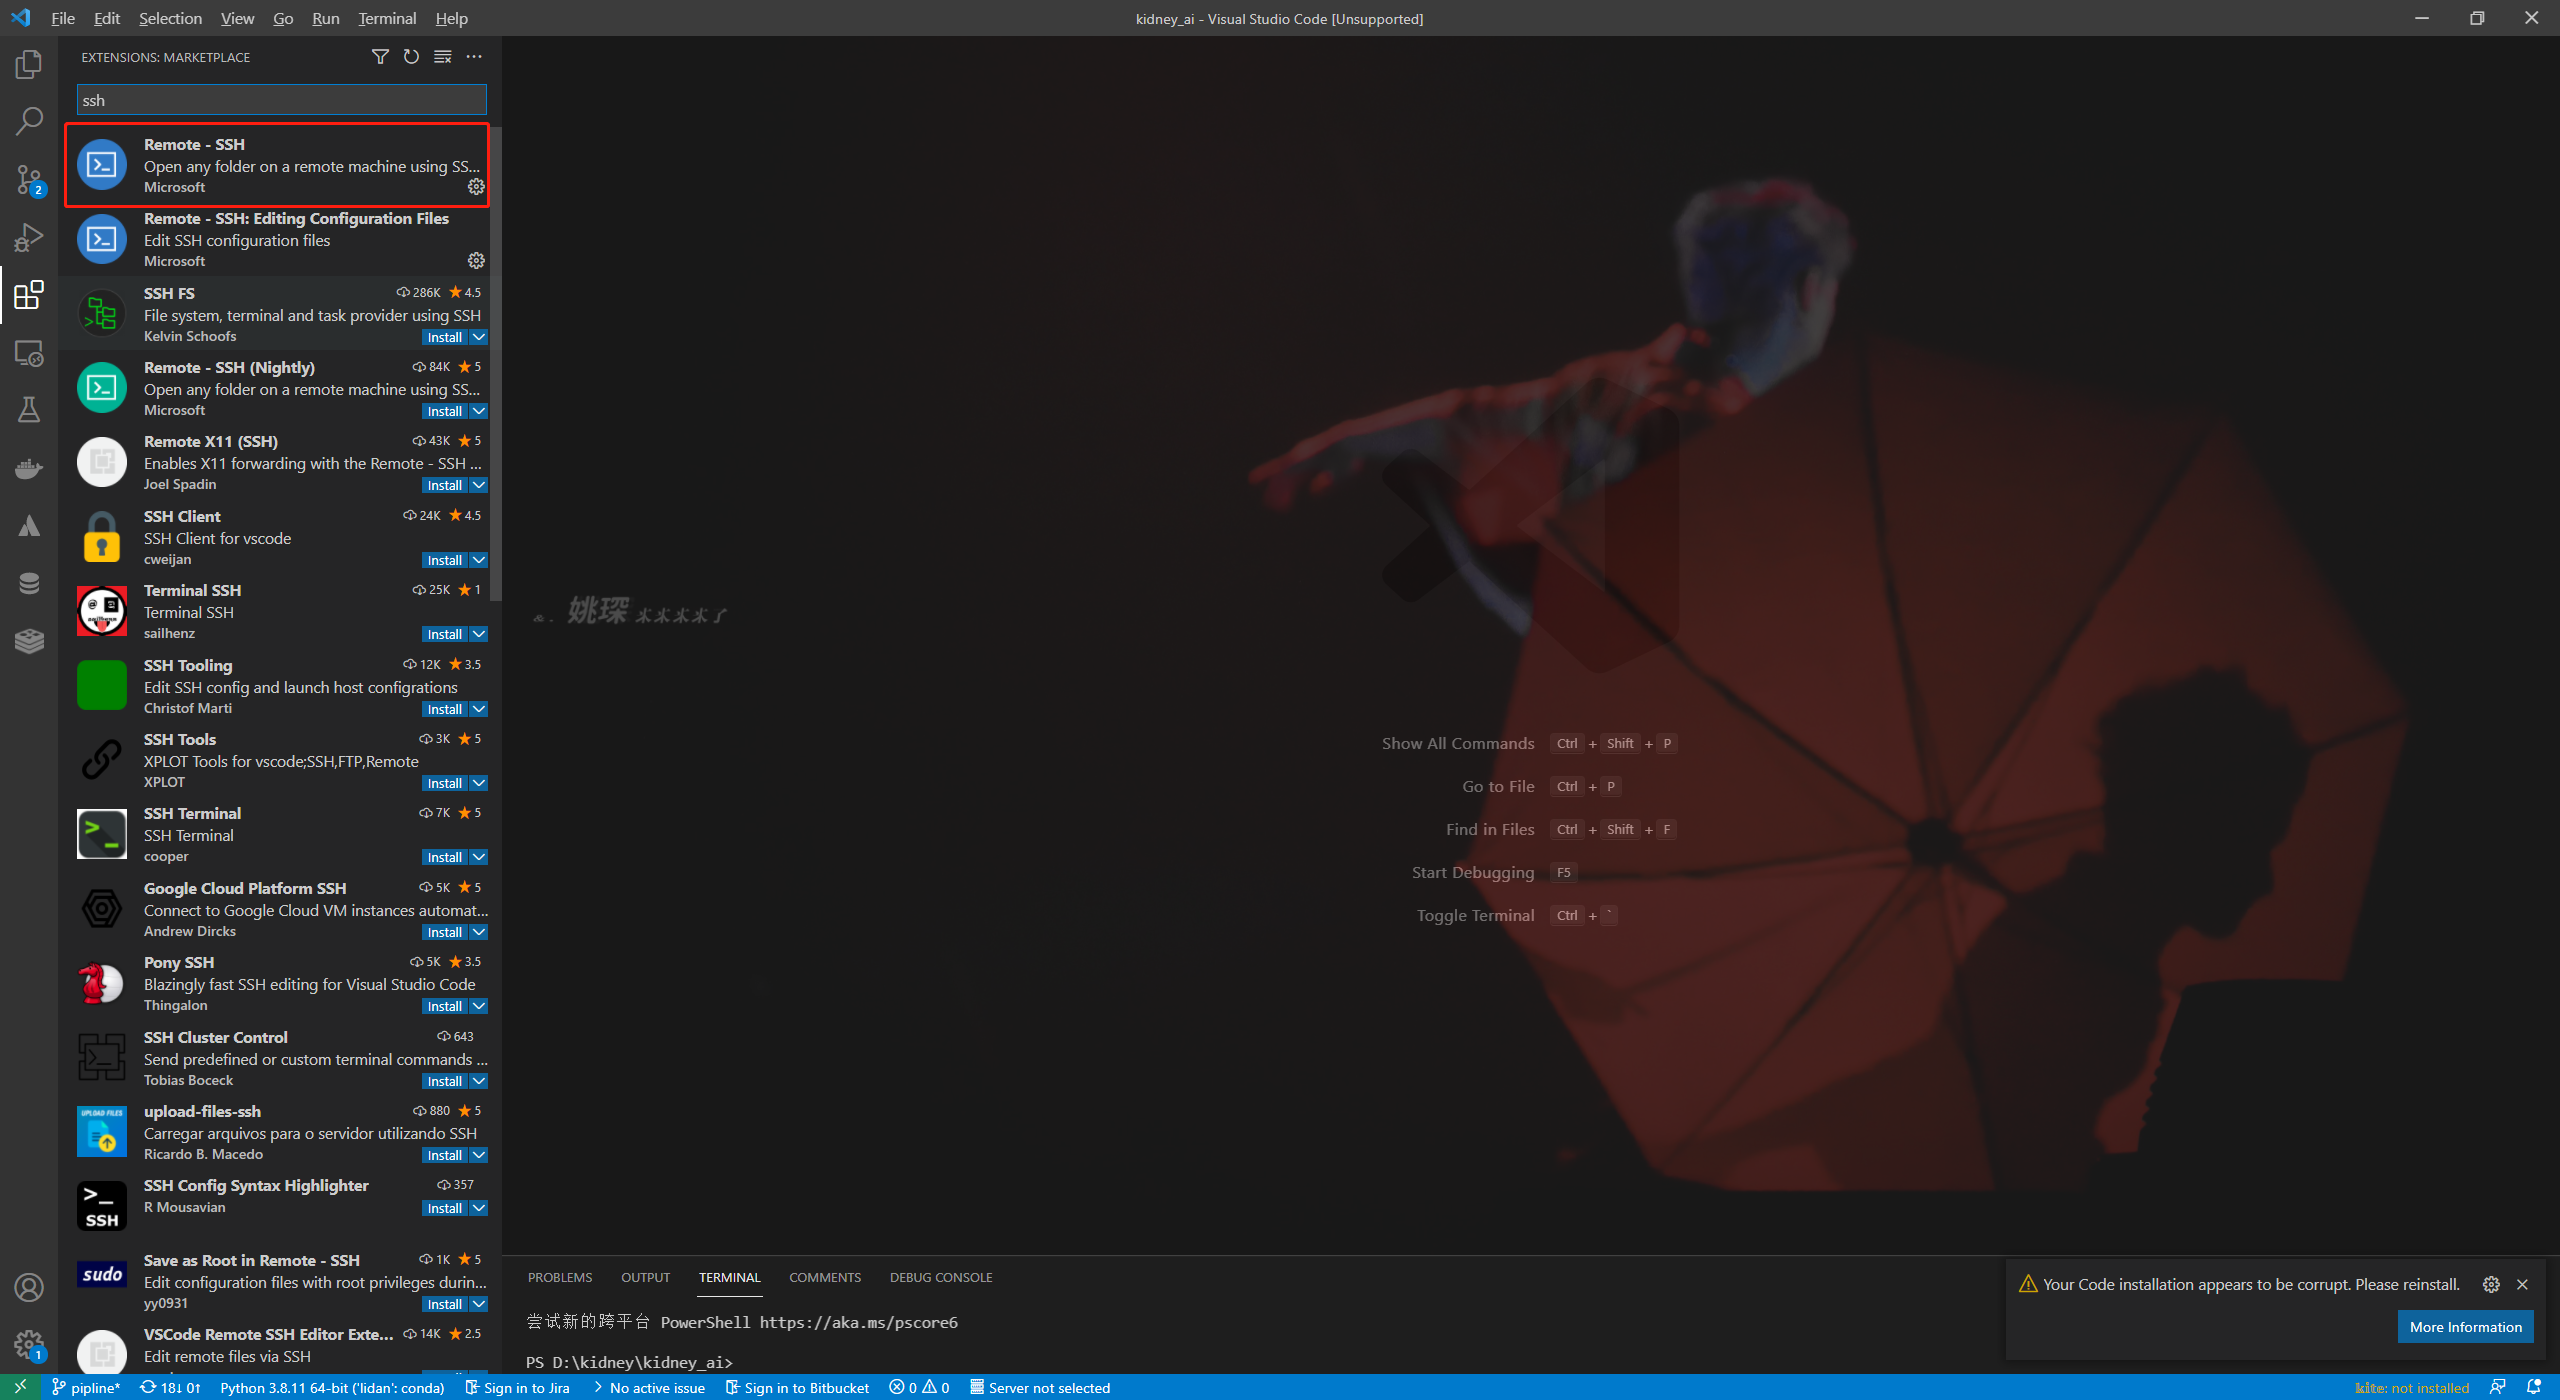 File Edit Selection View Go Run Terminal Help
kidney_ai - Visual Studio Code [Unsupported]
EXTENSIONS: MARKETPLACE
ssh
Remote - SSH
Open any folder on a remote machine using SS...
Microsoft
Remote - SSH: Editing Configuration Files
Edit SSH configuration files
Microsoft
SSH FS 286K 4.5
File system, terminal and task provider using SSH
Kelvin Schoofs Install
Remote - SSH (Nightly) 84K 5
Open any folder on a remote machine using SS...
Microsoft Install
Remote X11 (SSH) 43K 5
Enables X11 forwarding with the Remote - SSH ...
Joel Spadin Install
SSH Client 24K 4.5
SSH Client for vscode
cweijan Install
Terminal SSH 25K 1
Terminal SSH
sailhenz Install
SSH Tooling 12K 3.5
Edit SSH config and launch host configrations
Christof Marti Install
SSH Tools 3K 5
XPLOT Tools for vscode;SSH,FTP,Remote
XPLOT Install
SSH Terminal 7K 5
SSH Terminal
cooper Install
Google Cloud Platform SSH 5K 5
Connect to Google Cloud VM instances automat...
Andrew Dircks Install
Pony SSH 5K 3.5
Blazingly fast SSH editing for Visual Studio Code
Thingalon Install
SSH Cluster Control 643
Send predefined or custom terminal commands ...
Tobias Boceck Install
UPLOAD FILES
upload-files-ssh 880 5
Carregar arquivos para o servidor utilizando SSH
Ricardo B. Macedo Install
>_ SSH
SSH Config Syntax Highlighter 357
R Mousavian Install
sudo
Save as Root in Remote - SSH 1K 5
Edit configuration files with root privileges durin...
yy0931 Install
VSCode Remote SSH Editor Exte... 14K 2.5
Edit remote files via SSH
2
1
姚琛
Show All Commands Ctrl + Shift + P
Go to File Ctrl + P
Find in Files Ctrl + Shift + F
Start Debugging F5
Toggle Terminal Ctrl + `
PROBLEMS OUTPUT TERMINAL COMMENTS DEBUG CONSOLE
尝试新的跨平台 PowerShell https://aka.ms/pscore6
PS D:\kidney\kidney_ai>
Your Code installation appears to be corrupt. Please reinstall.
More Information
pipline* 18↓ 0↑ Python 3.8.11 64-bit ('lidan': conda) Sign in to Jira No active issue Sign in to Bitbucket 0 0 Server not selected kite: not installed